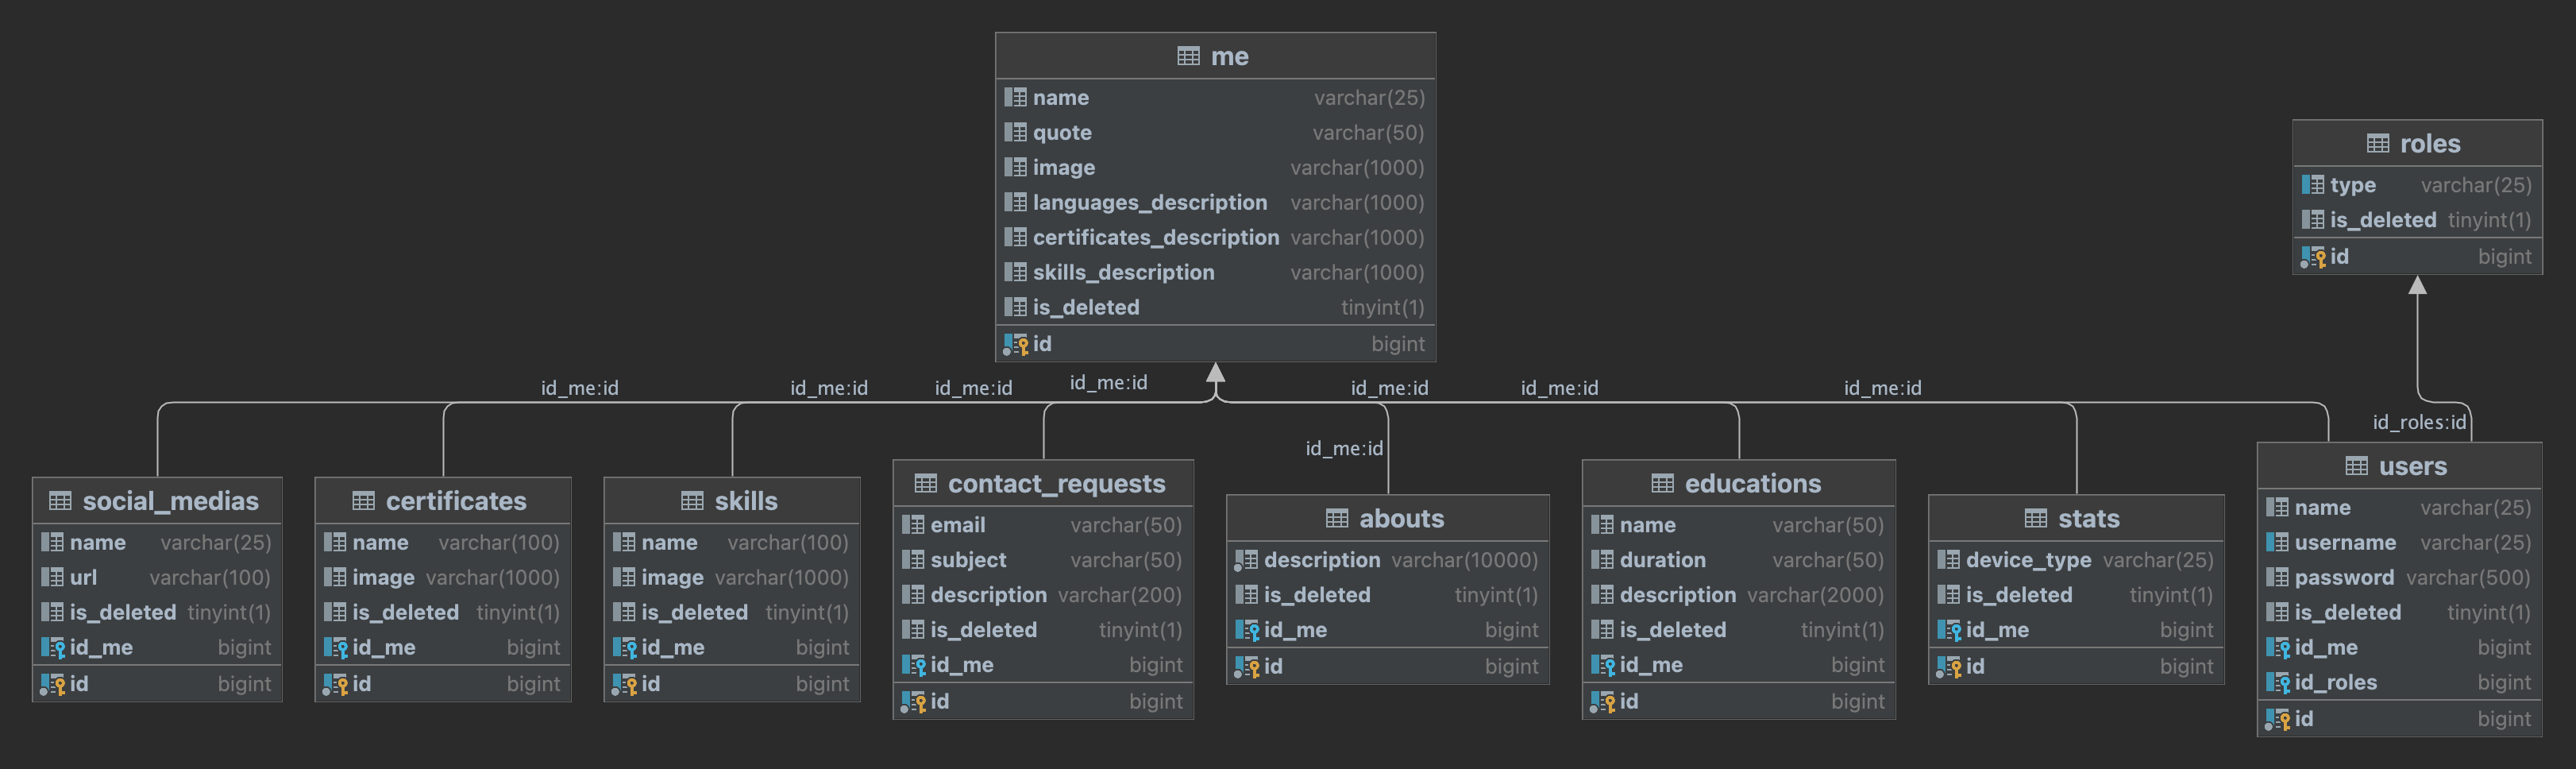 me
name varchar(25)
quote varchar(50)
image varchar(1000)
languages_description varchar(1000)
certificates_description varchar(1000)
skills_description varchar(1000)
is_deleted tinyint(1)
id bigint
roles
type varchar(25)
is_deleted tinyint(1)
id bigint
id_me:id
id_me:id
id_me:id
id_me:id
id_me:id
id_me:id
id_me:id
id_me:id
id_roles:id
social_medias
name varchar(25)
url varchar(100)
is_deleted tinyint(1)
id_me bigint
id bigint
certificates
name varchar(100)
image varchar(1000)
is_deleted tinyint(1)
id_me bigint
id bigint
skills
name varchar(100)
image varchar(1000)
is_deleted tinyint(1)
id_me bigint
id bigint
contact_requests
email varchar(50)
subject varchar(50)
description varchar(200)
is_deleted tinyint(1)
id_me bigint
id bigint
abouts
description varchar(10000)
is_deleted tinyint(1)
id_me bigint
id bigint
educations
name varchar(50)
duration varchar(50)
description varchar(2000)
is_deleted tinyint(1)
id_me bigint
id bigint
stats
device_type varchar(25)
is_deleted tinyint(1)
id_me bigint
id bigint
users
name varchar(25)
username varchar(25)
password varchar(500)
is_deleted tinyint(1)
id_me bigint
id_roles bigint
id bigint